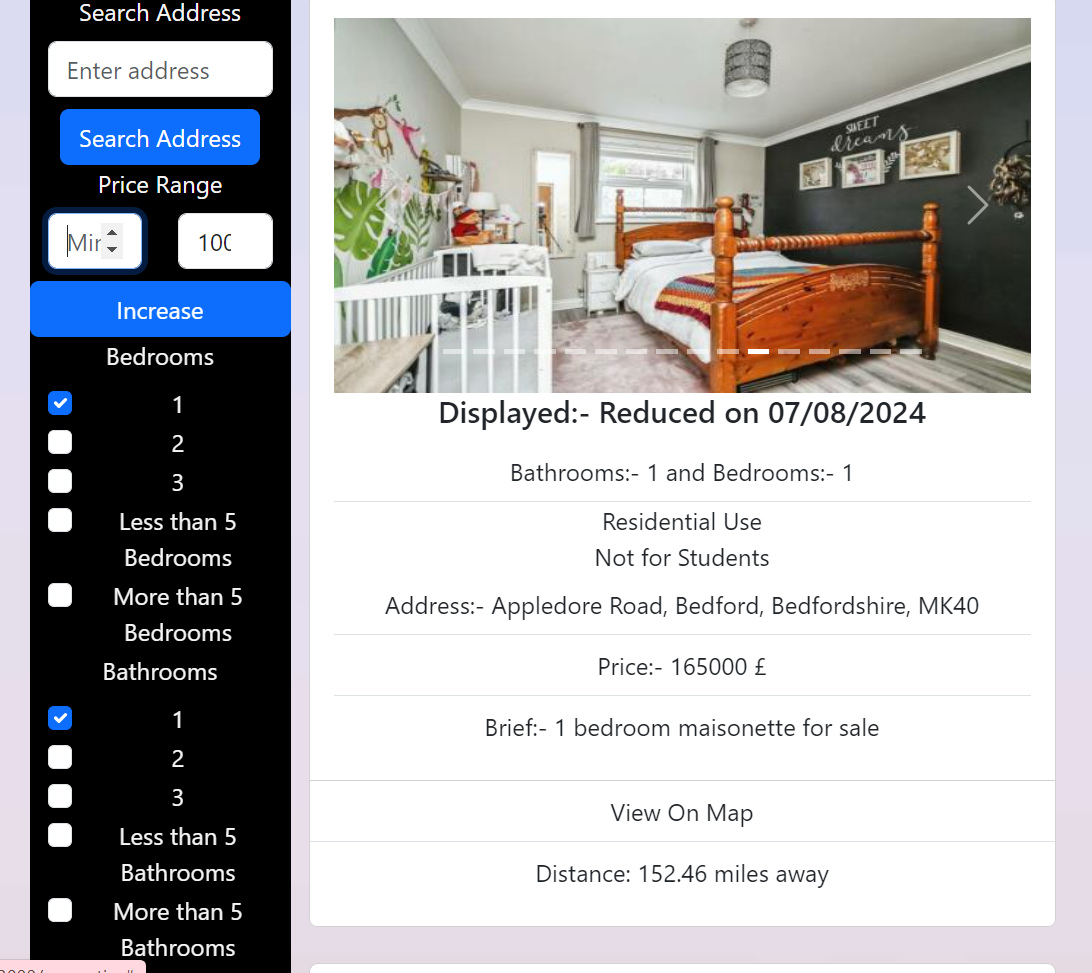 Search Address
Enter address
Search Address
Price Range
Increase
Bedrooms
1
2
3
Less than 5
Bedrooms
More than 5
Bedrooms
Bathrooms
1
2
3
Less than 5
Bathrooms
More than 5
Bathrooms
SWEET
dreams
Displayed:- Reduced on 07/08/2024
Bathrooms:- 1 and Bedrooms:- 1
Residential Use
Not for Students
Address:- Appledore Road, Bedford, Bedfordshire, MK40
Price:- 165000 £
Brief:- 1 bedroom maisonette for sale
View On Map
Distance: 152.46 miles away